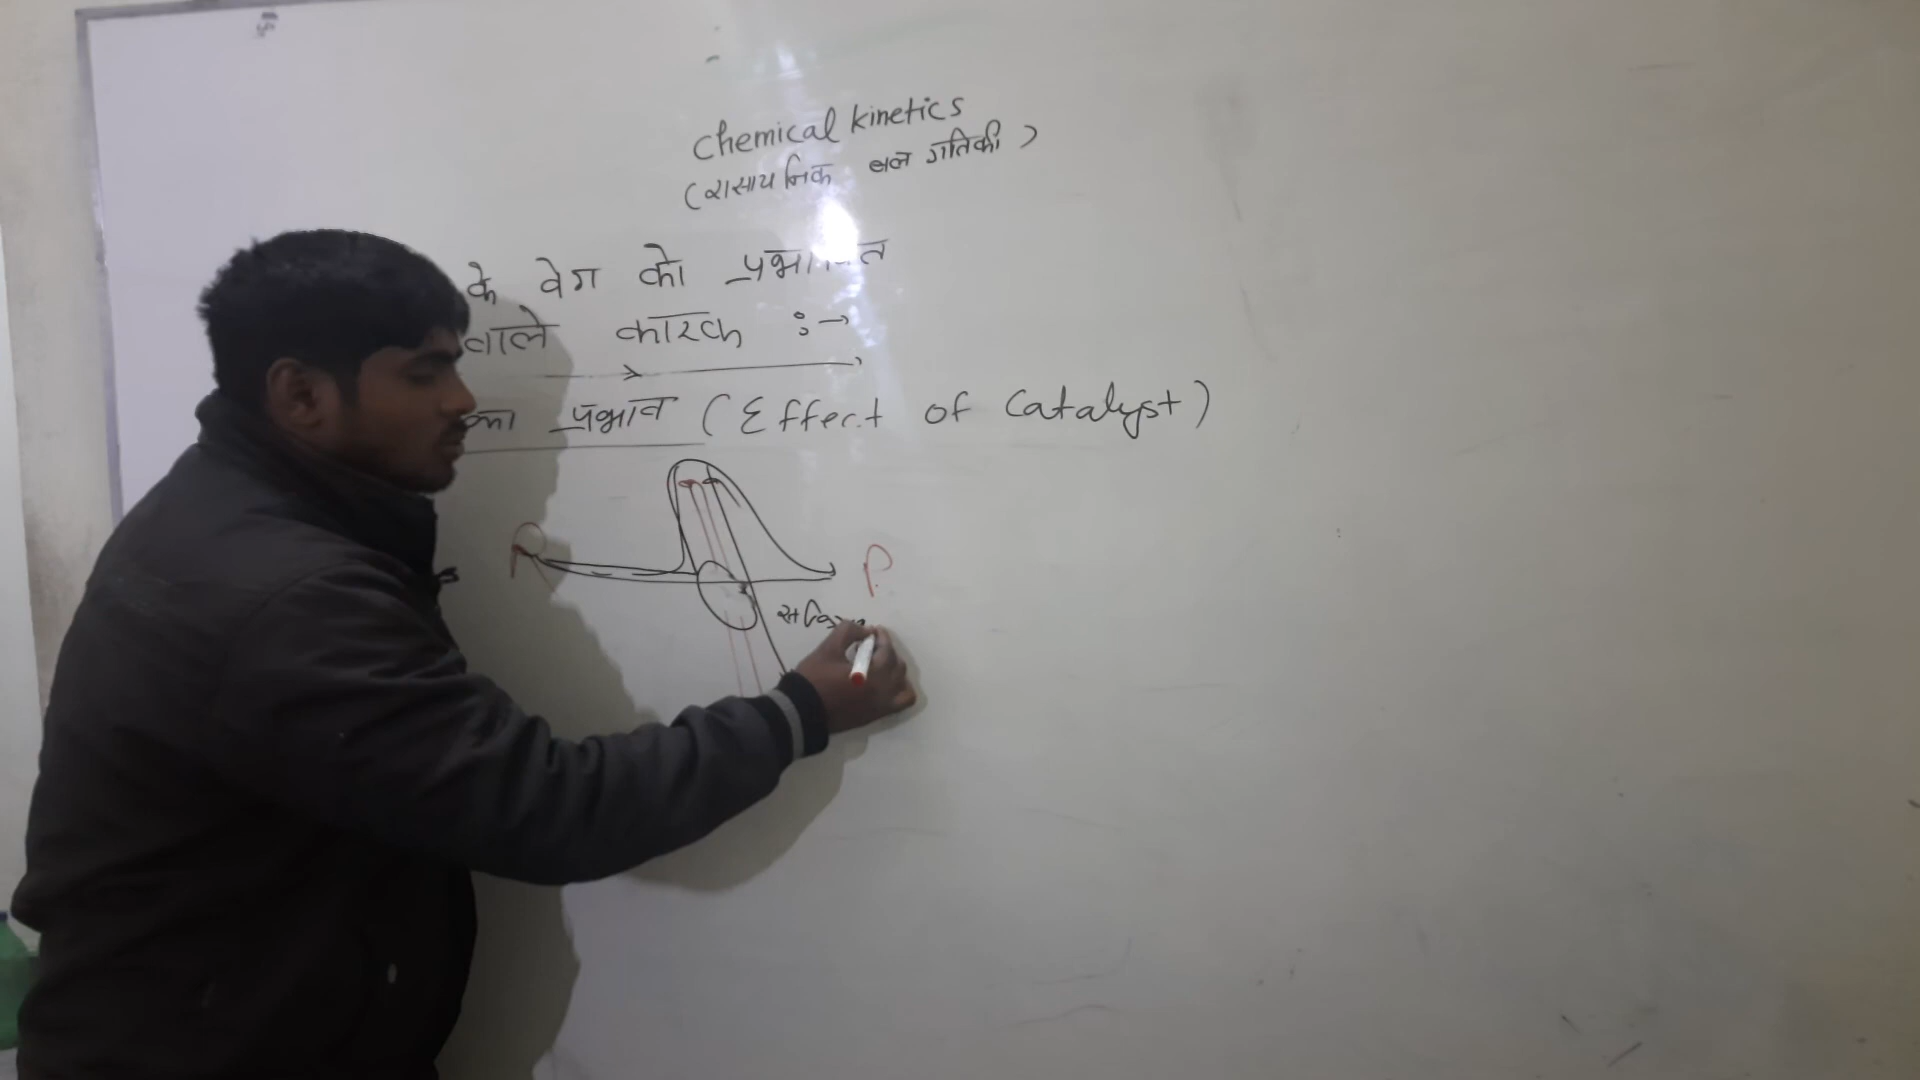 Chemical kinetics
(रासायनिक बल गतिकी)
के वेग को
वाले कारक :→
का प्रभाव (Effect of Catalyst)
R
P